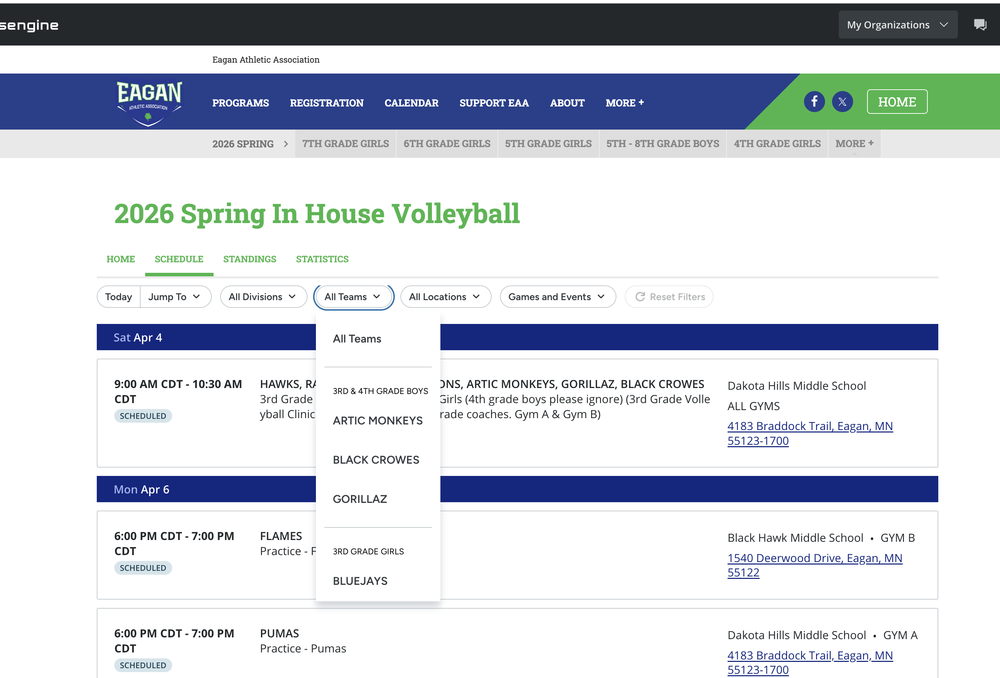 sengine
My Organizations
Eagan Athletic Association
EAGAN
ATHLETIC ASSOCIATION
PROGRAMS REGISTRATION CALENDAR SUPPORT EAA ABOUT MORE +
HOME
2026 SPRING > 7TH GRADE GIRLS 6TH GRADE GIRLS 5TH GRADE GIRLS 5TH - 8TH GRADE BOYS 4TH GRADE GIRLS MORE +
2026 Spring In House Volleyball
HOME SCHEDULE STANDINGS STATISTICS
Today Jump To All Divisions All Teams All Locations Games and Events Reset Filters
All Teams
3RD & 4TH GRADE BOYS
ARTIC MONKEYS
BLACK CROWES
GORILLAZ
3RD GRADE GIRLS
BLUEJAYS
Sat Apr 4
9:00 AM CDT - 10:30 AM
CDT
SCHEDULED
HAWKS, RA ONS, ARTIC MONKEYS, GORILLAZ, BLACK CROWES
3rd Grade Girls (4th grade boys please ignore) (3rd Grade Volle
yball Clinic rade coaches. Gym A & Gym B)
Dakota Hills Middle School
ALL GYMS
4183 Braddock Trail, Eagan, MN
55123-1700
Mon Apr 6
6:00 PM CDT - 7:00 PM
CDT
SCHEDULED
FLAMES
Practice - F
Black Hawk Middle School • GYM B
1540 Deerwood Drive, Eagan, MN
55122
6:00 PM CDT - 7:00 PM
CDT
SCHEDULED
PUMAS
Practice - Pumas
Dakota Hills Middle School • GYM A
4183 Braddock Trail, Eagan, MN
55123-1700